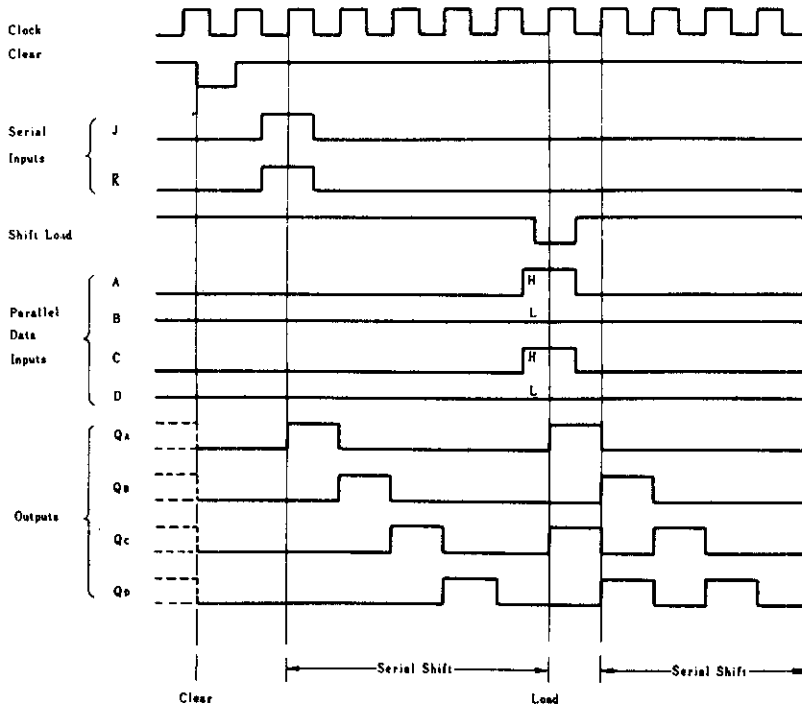 Clock
Clear
Serial
Inputs
J
K̅
Shift Load
Parallel
Data
Inputs
A
H
B
L
C
H
D
L
Outputs
QA
QB
QC
QD
Serial Shift
Serial Shift
Clear
Load